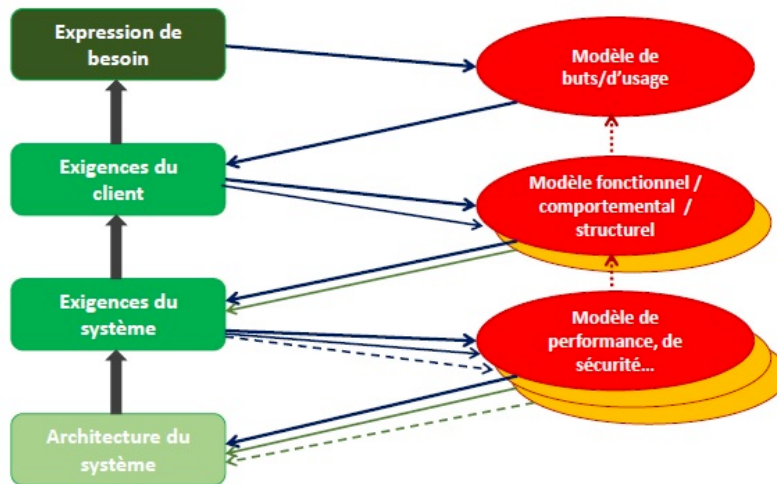 Expression de
besoin
Modèle de
buts/d'usage
Exigences du
client
Modèle fonctionnel /
comportemental /
structurel
Exigences du
système
Modèle de
performance, de
sécurité...
Architecture du
système